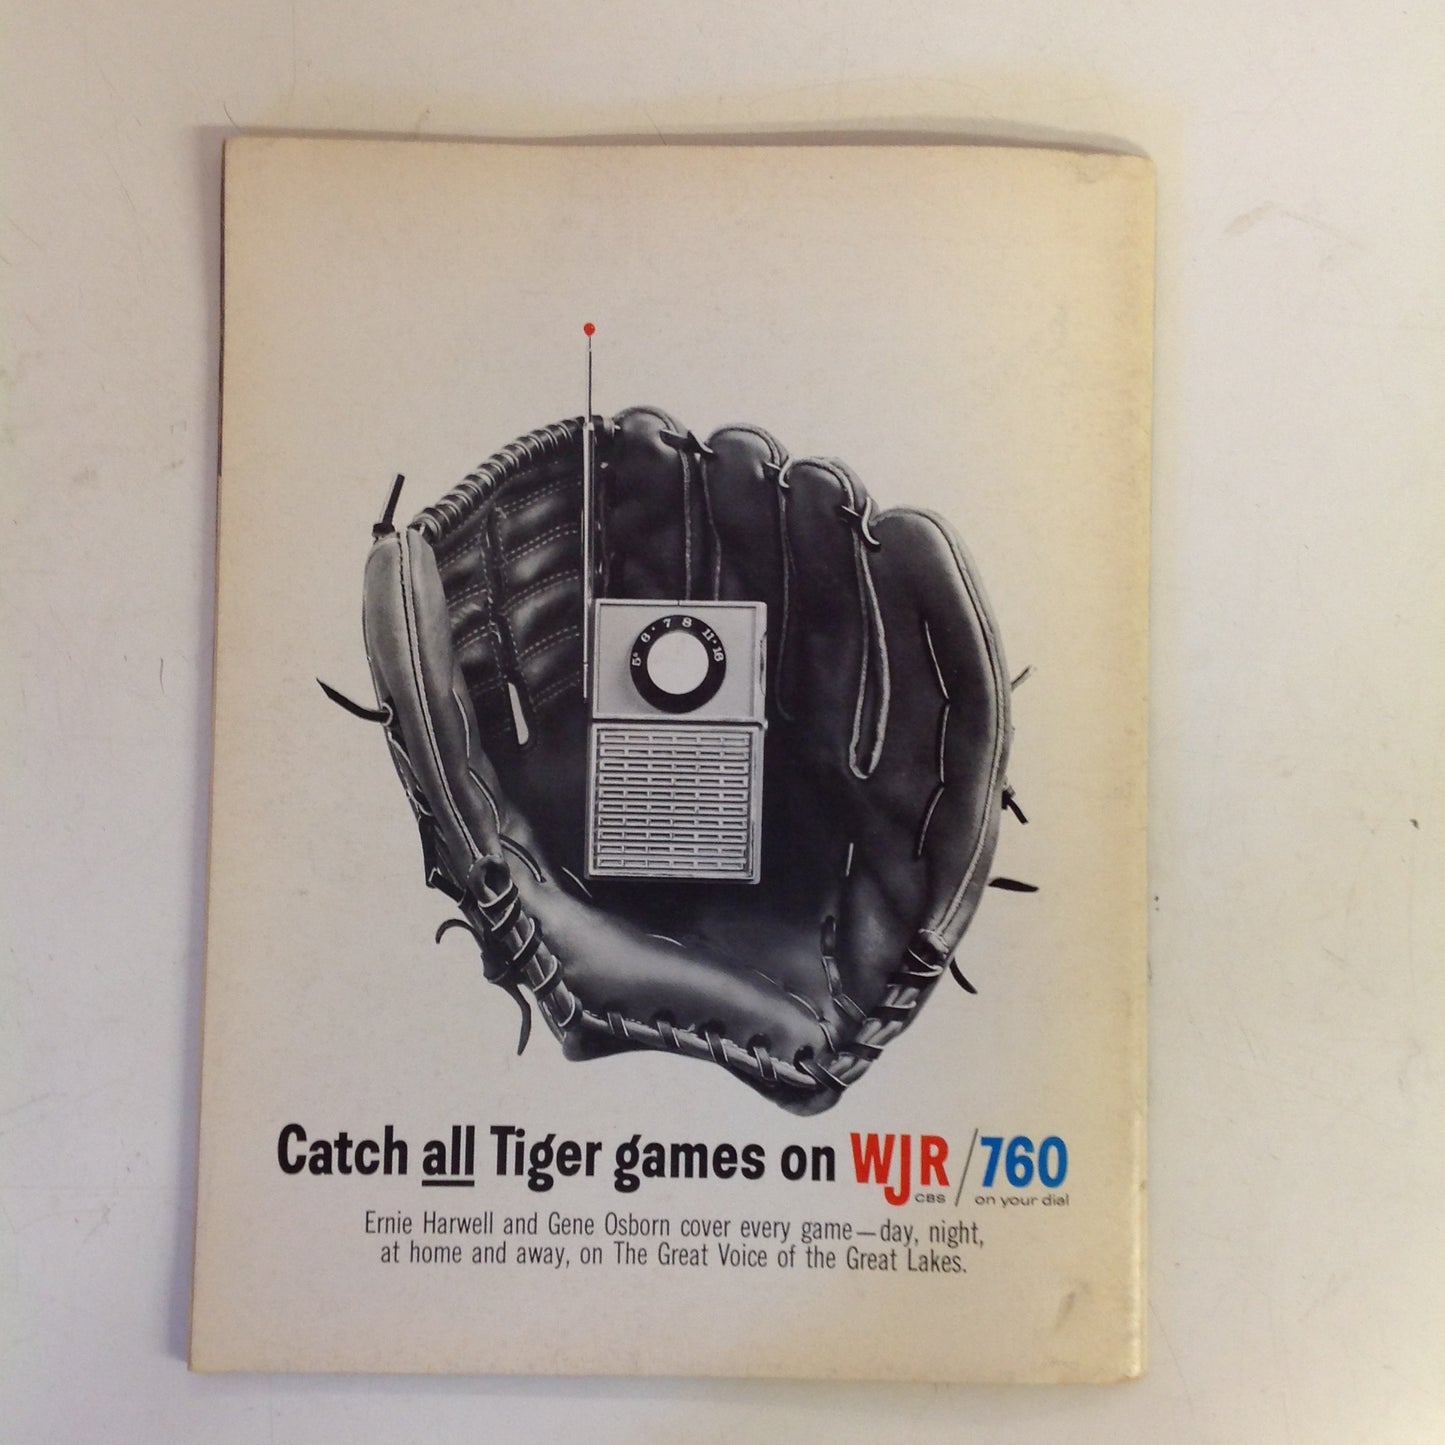 5 6 · 7 8 11 · 16
Catch all Tiger games on WJR/760
CBS on your dial
Ernie Harwell and Gene Osborn cover every game—day, night,
at home and away, on The Great Voice of the Great Lakes.